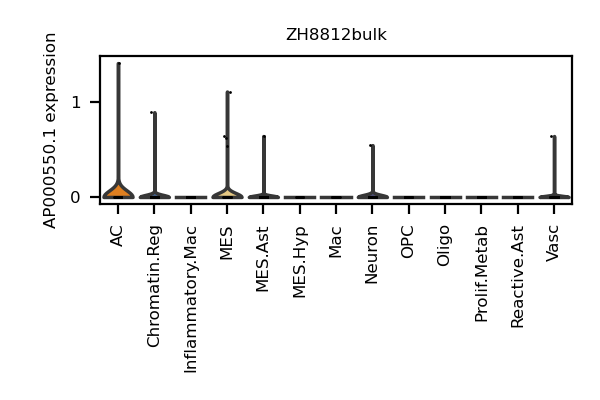 ZH8812bulk
AP000550.1 expression
1
0
AC
Chromatin.Reg
Inflammatory.Mac
MES
MES.Ast
MES.Hyp
Mac
Neuron
OPC
Oligo
Prolif.Metab
Reactive.Ast
Vasc